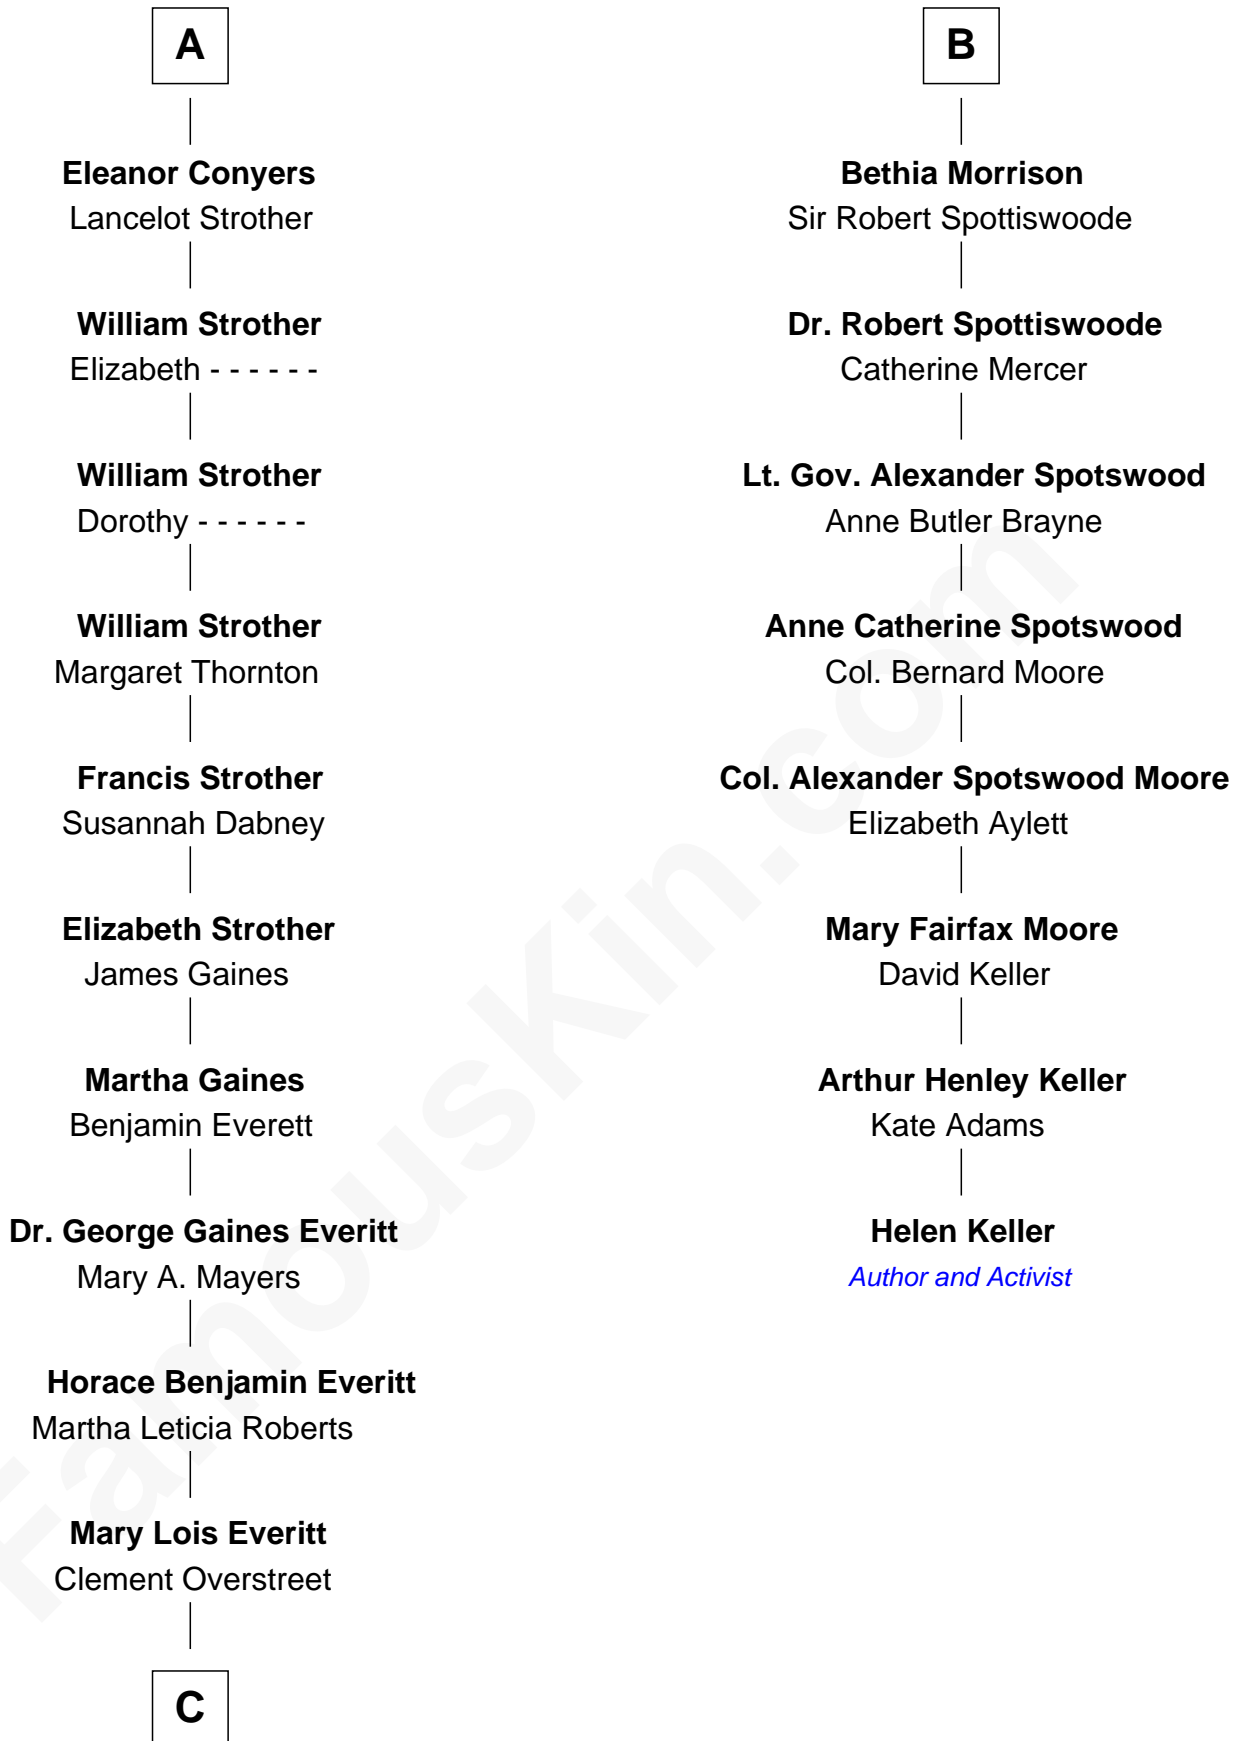 A
Eleanor Conyers
Lancelot Strother
William Strother
Elizabeth - - - - - -
William Strother
Dorothy - - - - - -
William Strother
Margaret Thornton
Francis Strother
Susannah Dabney
Elizabeth Strother
James Gaines
Martha Gaines
Benjamin Everett
Dr. George Gaines Everitt
Mary A. Mayers
Horace Benjamin Everitt
Martha Leticia Roberts
Mary Lois Everitt
Clement Overstreet
C
B
Bethia Morrison
Sir Robert Spottiswoode
Dr. Robert Spottiswoode
Catherine Mercer
Lt. Gov. Alexander Spotswood
Anne Butler Brayne
Anne Catherine Spotswood
Col. Bernard Moore
Col. Alexander Spotswood Moore
Elizabeth Aylett
Mary Fairfax Moore
David Keller
Arthur Henley Keller
Kate Adams
Helen Keller
Author and Activist
FamousKin.com